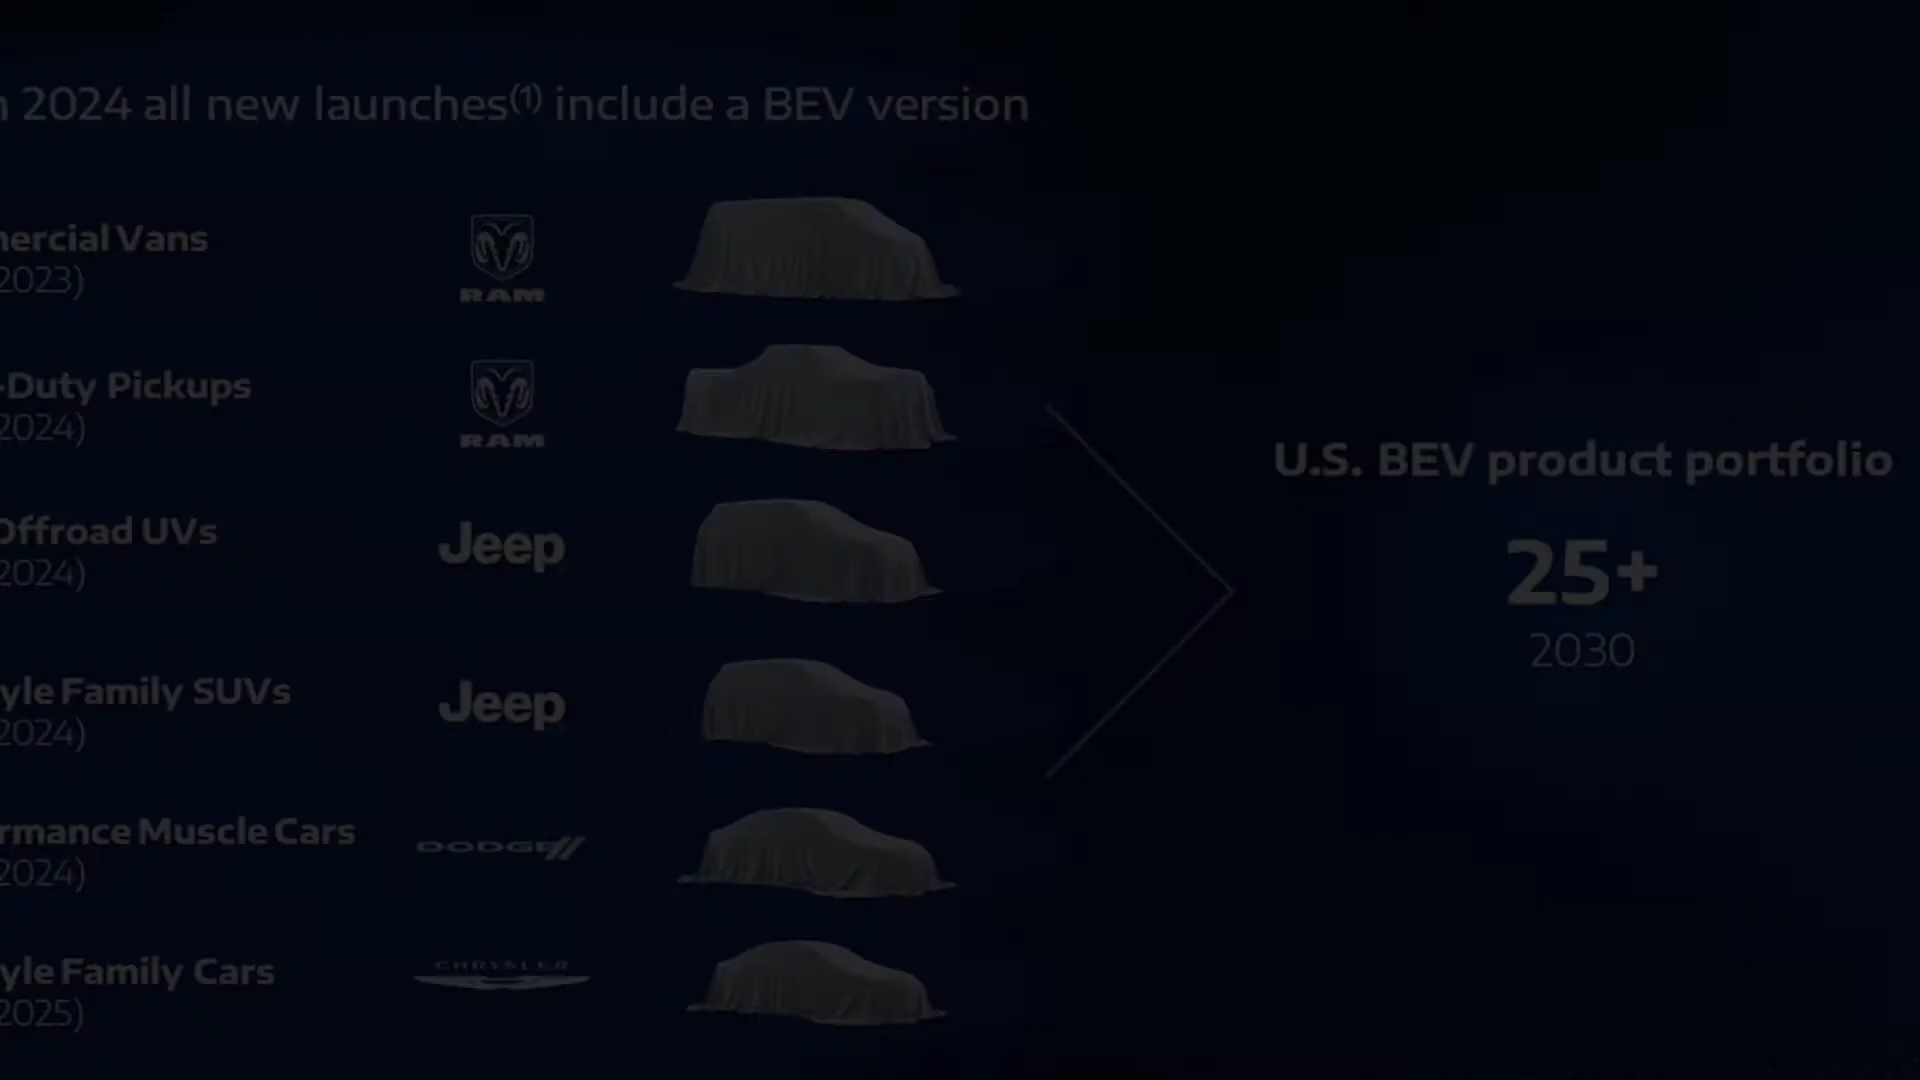 2024 all new launches(1) include a BEV version
mercial Vans
2023)
RAM
-Duty Pickups
2024)
RAM
Offroad UVs
2024)
Jeep
yle Family SUVs
2024)
Jeep
rmance Muscle Cars
2024)
DODGE
yle Family Cars
2025)
CHRYSLER
U.S. BEV product portfolio
25+
2030